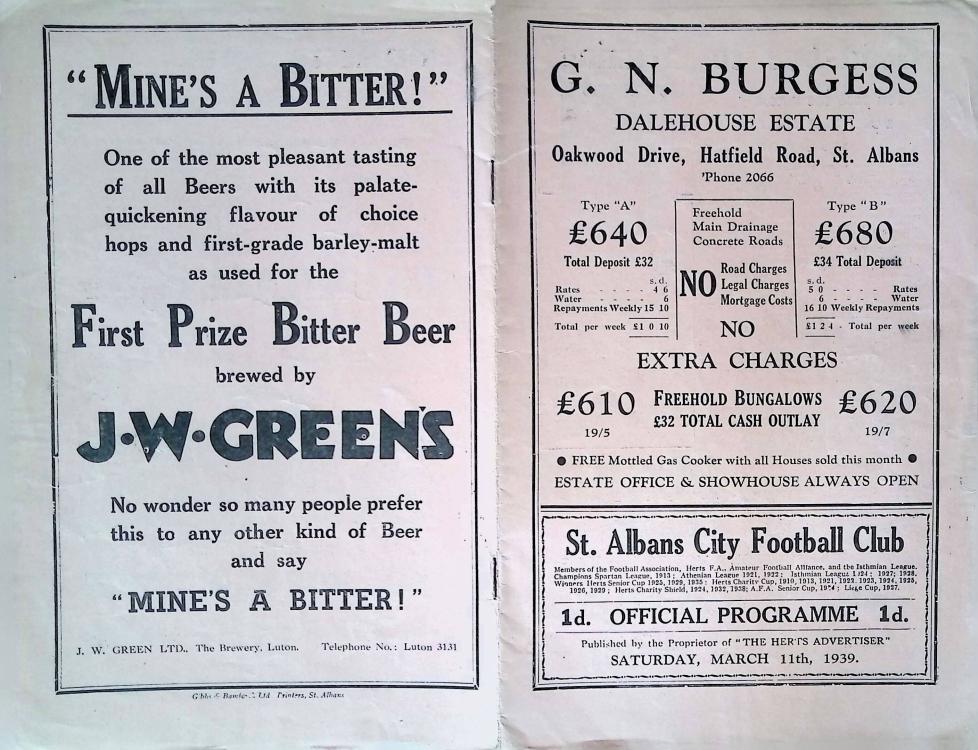 "MINE'S A BITTER!"
One of the most pleasant tasting
of all Beers with its palate-
quickening flavour of choice
hops and first-grade barley-malt
as used for the
First Prize Bitter Beer
brewed by
J·W·GREEN'S
No wonder so many people prefer
this to any other kind of Beer
and say
"MINE'S A BITTER!"
J. W. GREEN LTD., The Brewery, Luton. Telephone No.: Luton 3131
Ltd Printers, St. Albans
G. N. BURGESS
DALEHOUSE ESTATE
Oakwood Drive, Hatfield Road, St. Albans
'Phone 2066
Type "A"
£640
Total Deposit £32
s. d.
Rates - - - - 4 6
Water - - - - 6
Repayments Weekly 15 10
Total per week £1 0 10
Freehold
Main Drainage
Concrete Roads
NO
Road Charges
Legal Charges
Mortgage Costs
NO
Type "B"
£680
£34 Total Deposit
s. d.
5 0 - - - - Rates
6 - - - - Water
16 10 Weekly Repayments
£1 2 4 - Total per week
EXTRA CHARGES
£610
19/5
FREEHOLD BUNGALOWS
£32 TOTAL CASH OUTLAY
£620
19/7
● FREE Mottled Gas Cooker with all Houses sold this month ●
ESTATE OFFICE & SHOWHOUSE ALWAYS OPEN
St. Albans City Football Club
Members of the Football Association, Herts F.A., Amateur Football Alliance, and the Isthmian League.
Champions Spartan League, 1913; Athenian League 1921, 1922; Isthmian League 1924; 1927; 1928.
Winners Herts Senior Cup 1925, 1929, 1935; Herts Charity Cup, 1910, 1913, 1921, 1922, 1923, 1924, 1925,
1926, 1929; Herts Charity Shield, 1924, 1932, 1938; A.F.A. Senior Cup, Liege Cup, 1927.
1d. OFFICIAL PROGRAMME 1d.
Published by the Proprietor of "THE HERTS ADVERTISER"
SATURDAY, MARCH 11th, 1939.